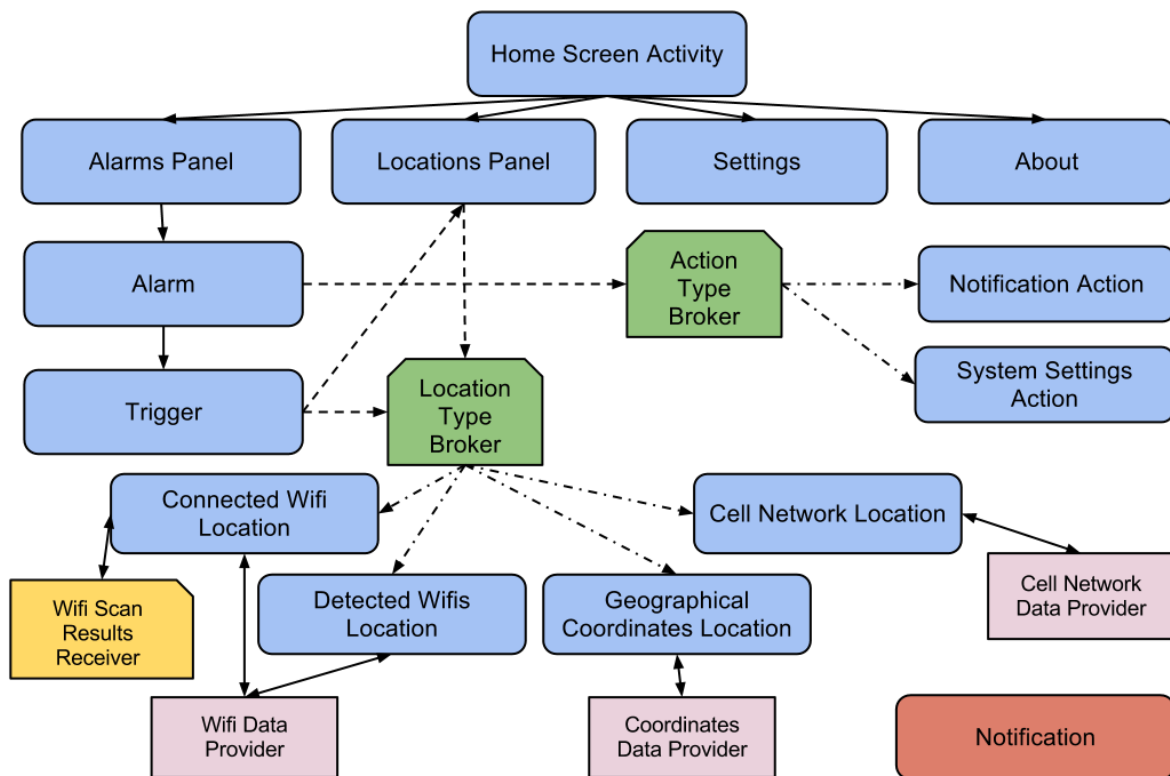 Home Screen Activity
Alarms Panel
Locations Panel
Settings
About
Alarm
Action
Type
Broker
Notification Action
Trigger
Location
Type
Broker
System Settings
Action
Connected Wifi
Location
Cell Network Location
Wifi Scan
Results
Receiver
Detected Wifis
Location
Geographical
Coordinates Location
Cell Network
Data Provider
Wifi Data
Provider
Coordinates
Data Provider
Notification